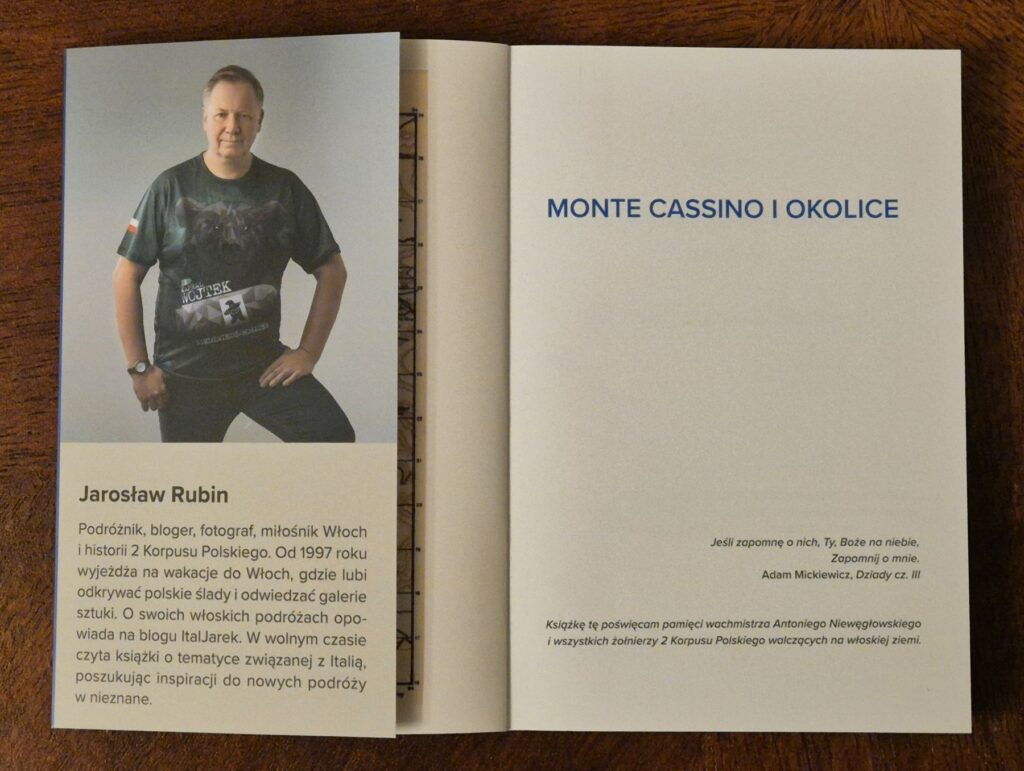 WOJTEK
Jarosław Rubin
Podróżnik, bloger, fotograf, miłośnik Włoch
i historii 2 Korpusu Polskiego. Od 1997 roku
wyjeżdża na wakacje do Włoch, gdzie lubi
odkrywać polskie ślady i odwiedzać galerie
sztuki. O swoich włoskich podróżach opo-
wiada na blogu ItalJarek. W wolnym czasie
czyta książki o tematyce związanej z Italią,
poszukując inspiracji do nowych podróży
w nieznane.
MONTE CASSINO I OKOLICE
Jeśli zapomnę o nich, Ty, Boże na niebie,
Zapomnij o mnie.
Adam Mickiewicz, Dziady cz. III
Książkę tę poświęcam pamięci wachmistrza Antoniego Niewęgłowskiego
i wszystkich żołnierzy 2 Korpusu Polskiego walczących na włoskiej ziemi.